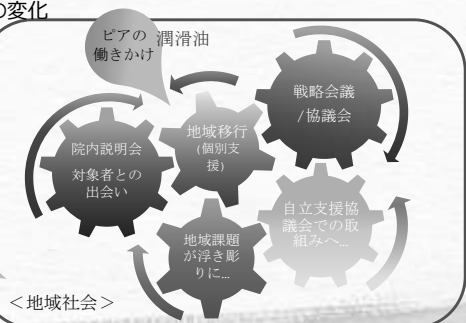 の変化
ピアの
働きかけ
潤滑油
戦略会議
/協議会
地域移行
(個別支
援)
院内説明会
対象者との
出会い
自立支援協
議会での取
組みへ…
地域課題
が浮き彫
りに…
＜地域社会＞